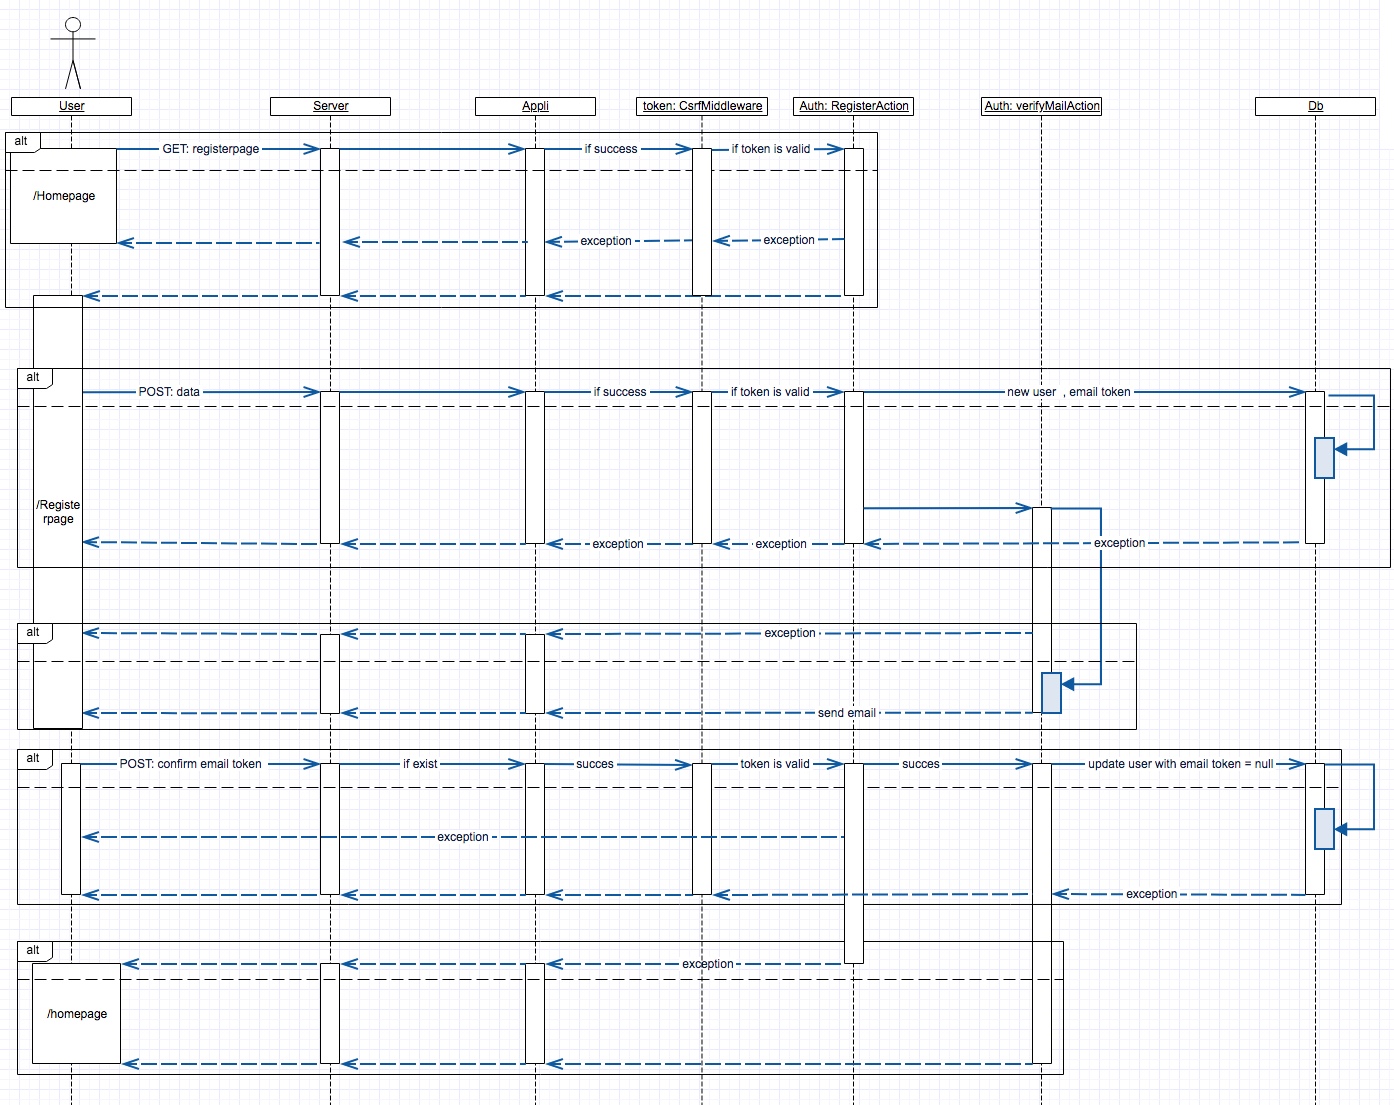 User
Server
Appli
token: CsrfMiddleware
Auth: RegisterAction
Auth: verifyMailAction
Db
alt
GET: registerpage
if success
if token is valid
/Homepage
exception
exception
alt
POST: data
if success
if token is valid
new user , email token
/Registe
rpage
exception
exception
exception
alt
exception
send email
alt
POST: confirm email token
if exist
succes
token is valid
succes
update user with email token = null
exception
exception
alt
exception
/homepage